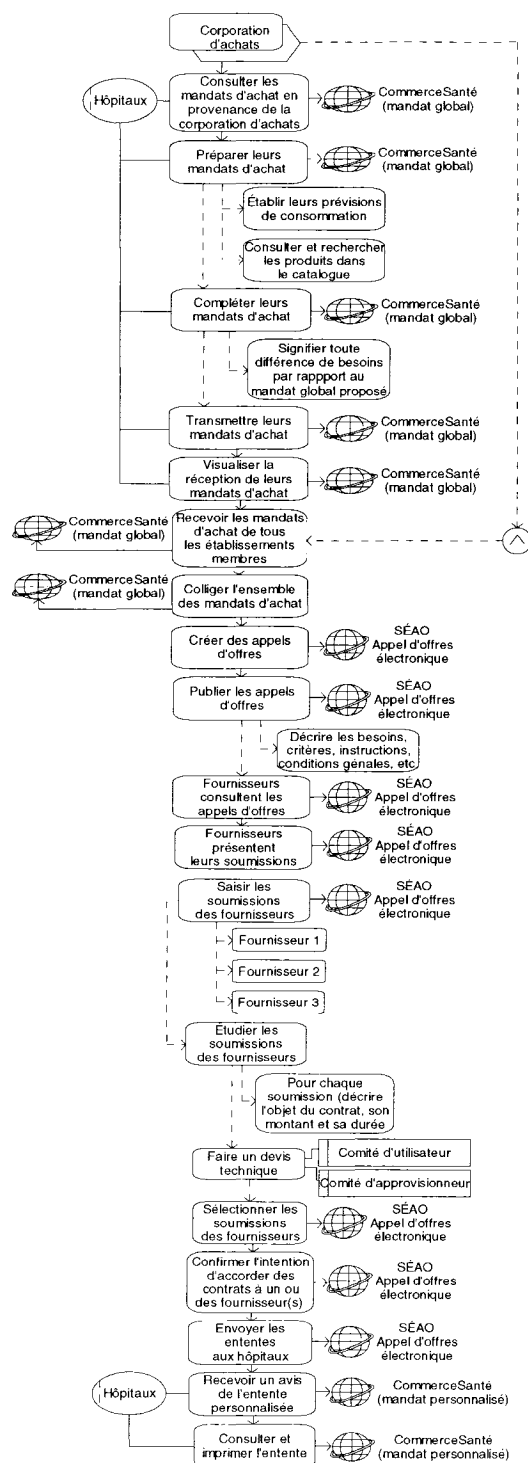 Corporation
d'achats
Hôpitaux
Consulter les
mandats d'achat en
provenance de la
corporation d'achats
CommerceSanté
(mandat global)
Préparer leurs
mandats d'achat
CommerceSanté
(mandat global)
Établir leurs prévisions
de consommation
Consulter et rechercher
les produits dans
le catalogue
Compléter leurs
mandats d'achat
CommerceSanté
(mandat global)
Signifier toute
différence de besoins
par rappport au
mandat global proposé
Transmettre leurs
mandats d'achat
CommerceSanté
(mandat global)
Visualiser la
réception de leurs
mandats d'achat
CommerceSanté
(mandat global)
CommerceSanté
(mandat global)
Recevoir les mandats
d'achat de tous
les établissements
membres
CommerceSanté
(mandat global)
Colliger l'ensemble
des mandats d'achat
Créer des appels
d'offres
SÉAO
Appel d'offres
électronique
Publier les appels
d'offres
SÉAO
Appel d'offres
électronique
Décrire les besoins,
critères, instructions,
conditions génales, etc
Fournisseurs
consultent les
appels d'offres
SÉAO
Appel d'offres
électronique
Fournisseurs
présentent
leurs soumissions
SÉAO
Appel d'offres
électronique
Saisir les
soumissions
des fournisseurs
SÉAO
Appel d'offres
électronique
Fournisseur 1
Fournisseur 2
Fournisseur 3
Étudier les
soumissions
des fournisseurs
Pour chaque
soumission (décrire
l'objet du contrat, son
montant et sa durée
Faire un devis
technique
Comité d'utilisateur
Comité d'approvisionneur
Sélectionner les
soumissions
des fournisseurs
SÉAO
Appel d'offres
électronique
Confirmer l'intention
d'accorder des
contrats à un ou
des fournisseur(s)
SÉAO
Appel d'offres
électronique
Envoyer les
ententes
aux hôpitaux
SÉAO
Appel d'offres
électronique
Hôpitaux
Recevoir un avis
de l'entente
personnalisée
CommerceSanté
(mandat personnalisé)
Consulter et
imprimer l'entente
CommerceSanté
(mandat personnalisé)